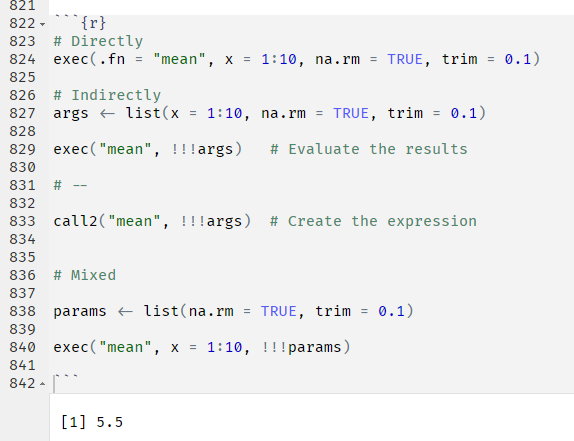 821
822 ```{r}
823 # Directly
824 exec(.fn = "mean", x = 1:10, na.rm = TRUE, trim = 0.1)
825
826 # Indirectly
827 args <- list(x = 1:10, na.rm = TRUE, trim = 0.1)
828
829 exec("mean", !!!args)   # Evaluate the results
830
831 # --
832
833 call2("mean", !!!args)  # Create the expression
834
835
836 # Mixed
837
838 params <- list(na.rm = TRUE, trim = 0.1)
839
840 exec("mean", x = 1:10, !!!params)
841
842 ```
[1] 5.5